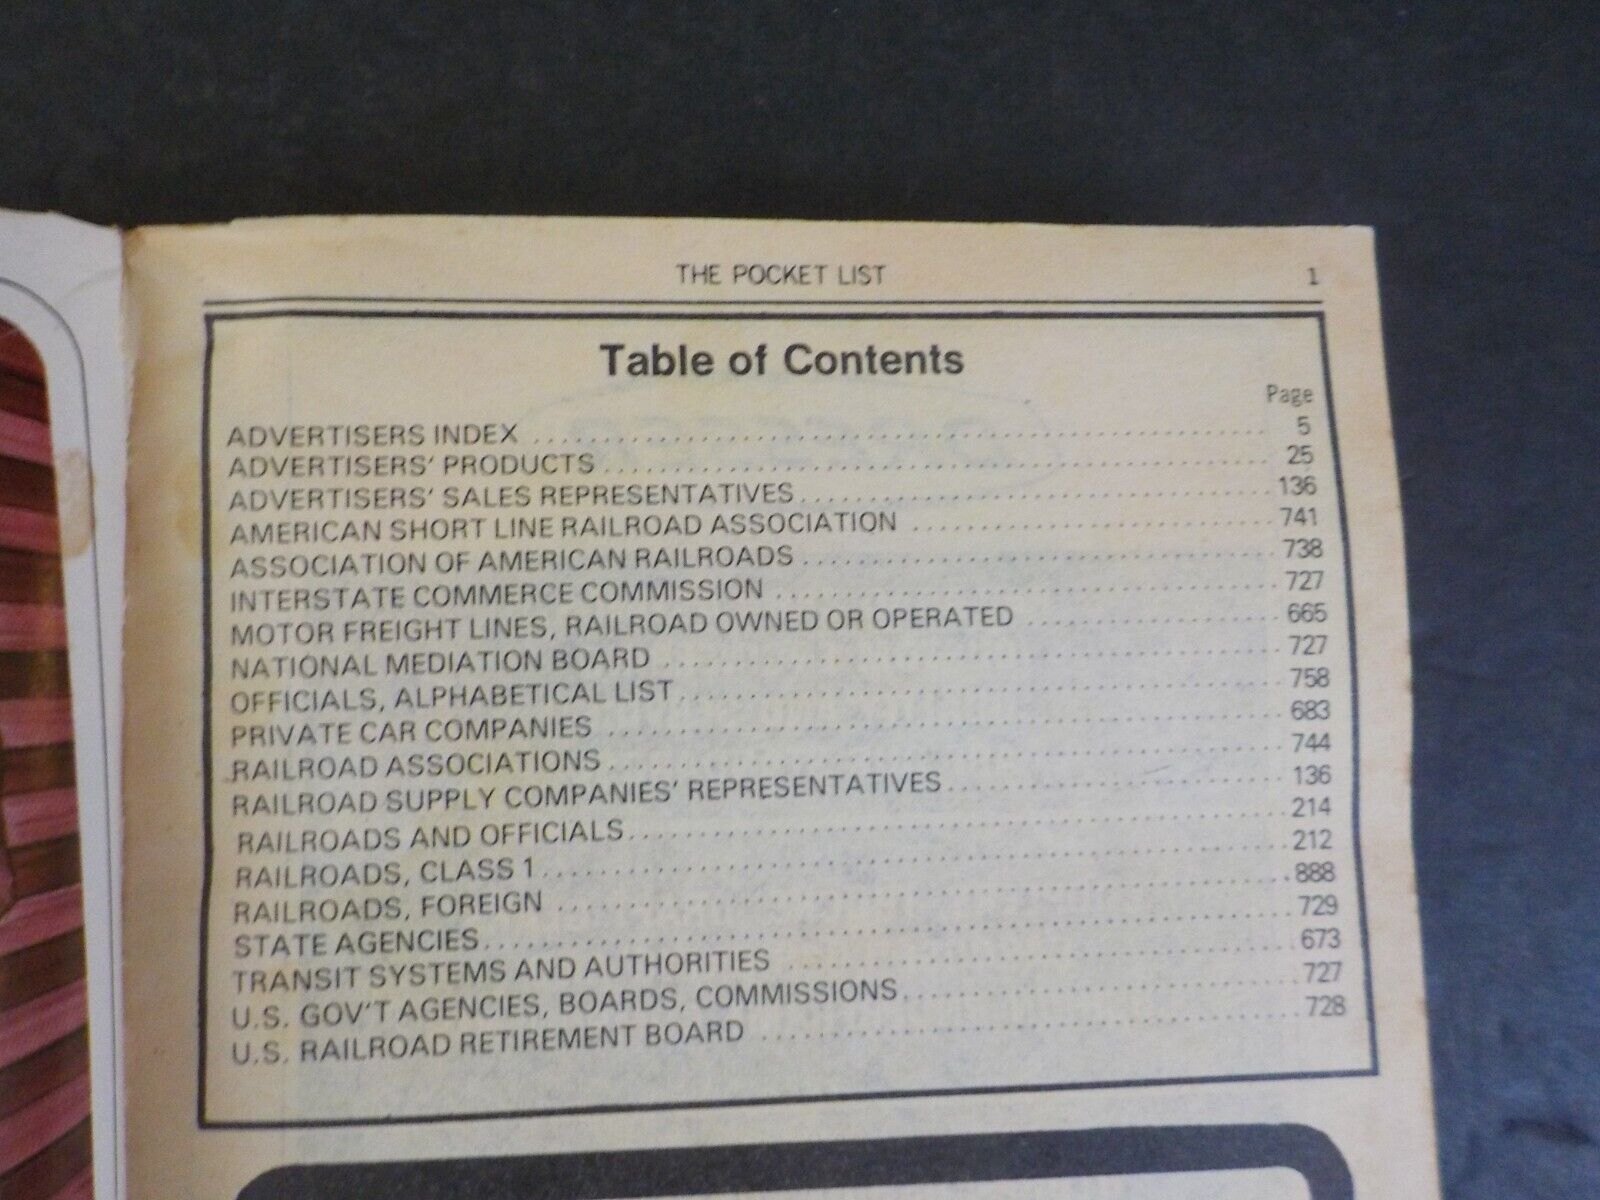 THE POCKET LIST 1
Table of Contents
Page
ADVERTISERS INDEX .......... 5
ADVERTISERS' PRODUCTS .......... 25
ADVERTISERS' SALES REPRESENTATIVES .......... 136
AMERICAN SHORT LINE RAILROAD ASSOCIATION .......... 741
ASSOCIATION OF AMERICAN RAILROADS .......... 738
INTERSTATE COMMERCE COMMISSION .......... 727
MOTOR FREIGHT LINES, RAILROAD OWNED OR OPERATED .......... 665
NATIONAL MEDIATION BOARD .......... 727
OFFICIALS, ALPHABETICAL LIST .......... 758
PRIVATE CAR COMPANIES .......... 683
RAILROAD ASSOCIATIONS .......... 744
RAILROAD SUPPLY COMPANIES' REPRESENTATIVES .......... 136
RAILROADS AND OFFICIALS .......... 214
RAILROADS, CLASS 1 .......... 212
RAILROADS, FOREIGN .......... 888
STATE AGENCIES .......... 729
TRANSIT SYSTEMS AND AUTHORITIES .......... 673
U.S. GOV'T AGENCIES, BOARDS, COMMISSIONS .......... 727
U.S. RAILROAD RETIREMENT BOARD .......... 728